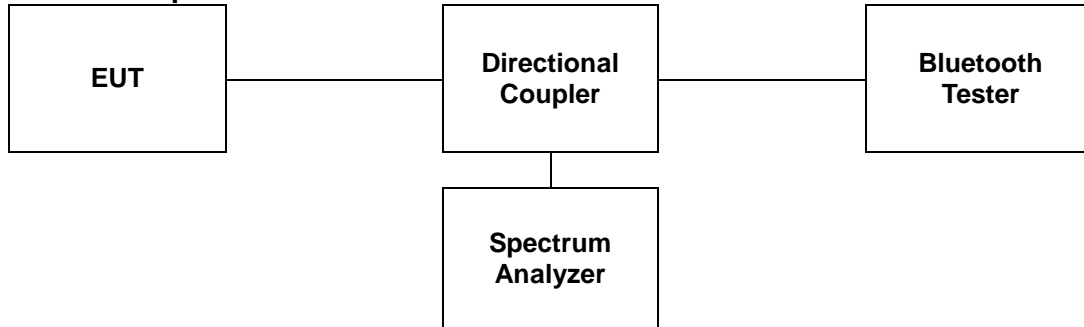 EUT
Directional
Coupler
Bluetooth
Tester
Spectrum
Analyzer